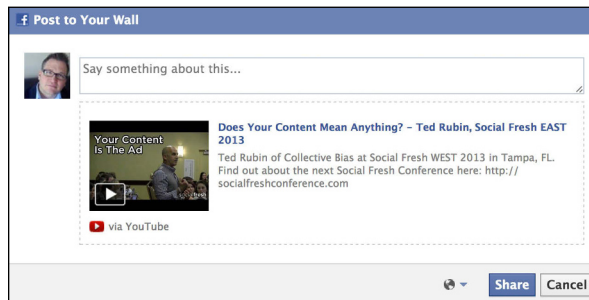 f Post to Your Wall
Say something about this...
Your Content
Is The Ad
Does Your Content Mean Anything? – Ted Rubin, Social Fresh EAST
2013
Ted Rubin of Collective Bias at Social Fresh WEST 2013 in Tampa, FL.
Find out about the next Social Fresh Conference here: http://
socialfreshconference.com
via YouTube
Share Cancel